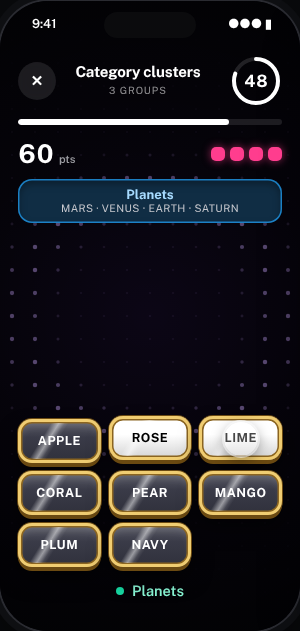 9:41
Category clusters
3 GROUPS
48
60 pts
Planets
MARS · VENUS · EARTH · SATURN
APPLE ROSE LIME
CORAL PEAR MANGO
PLUM NAVY
Planets